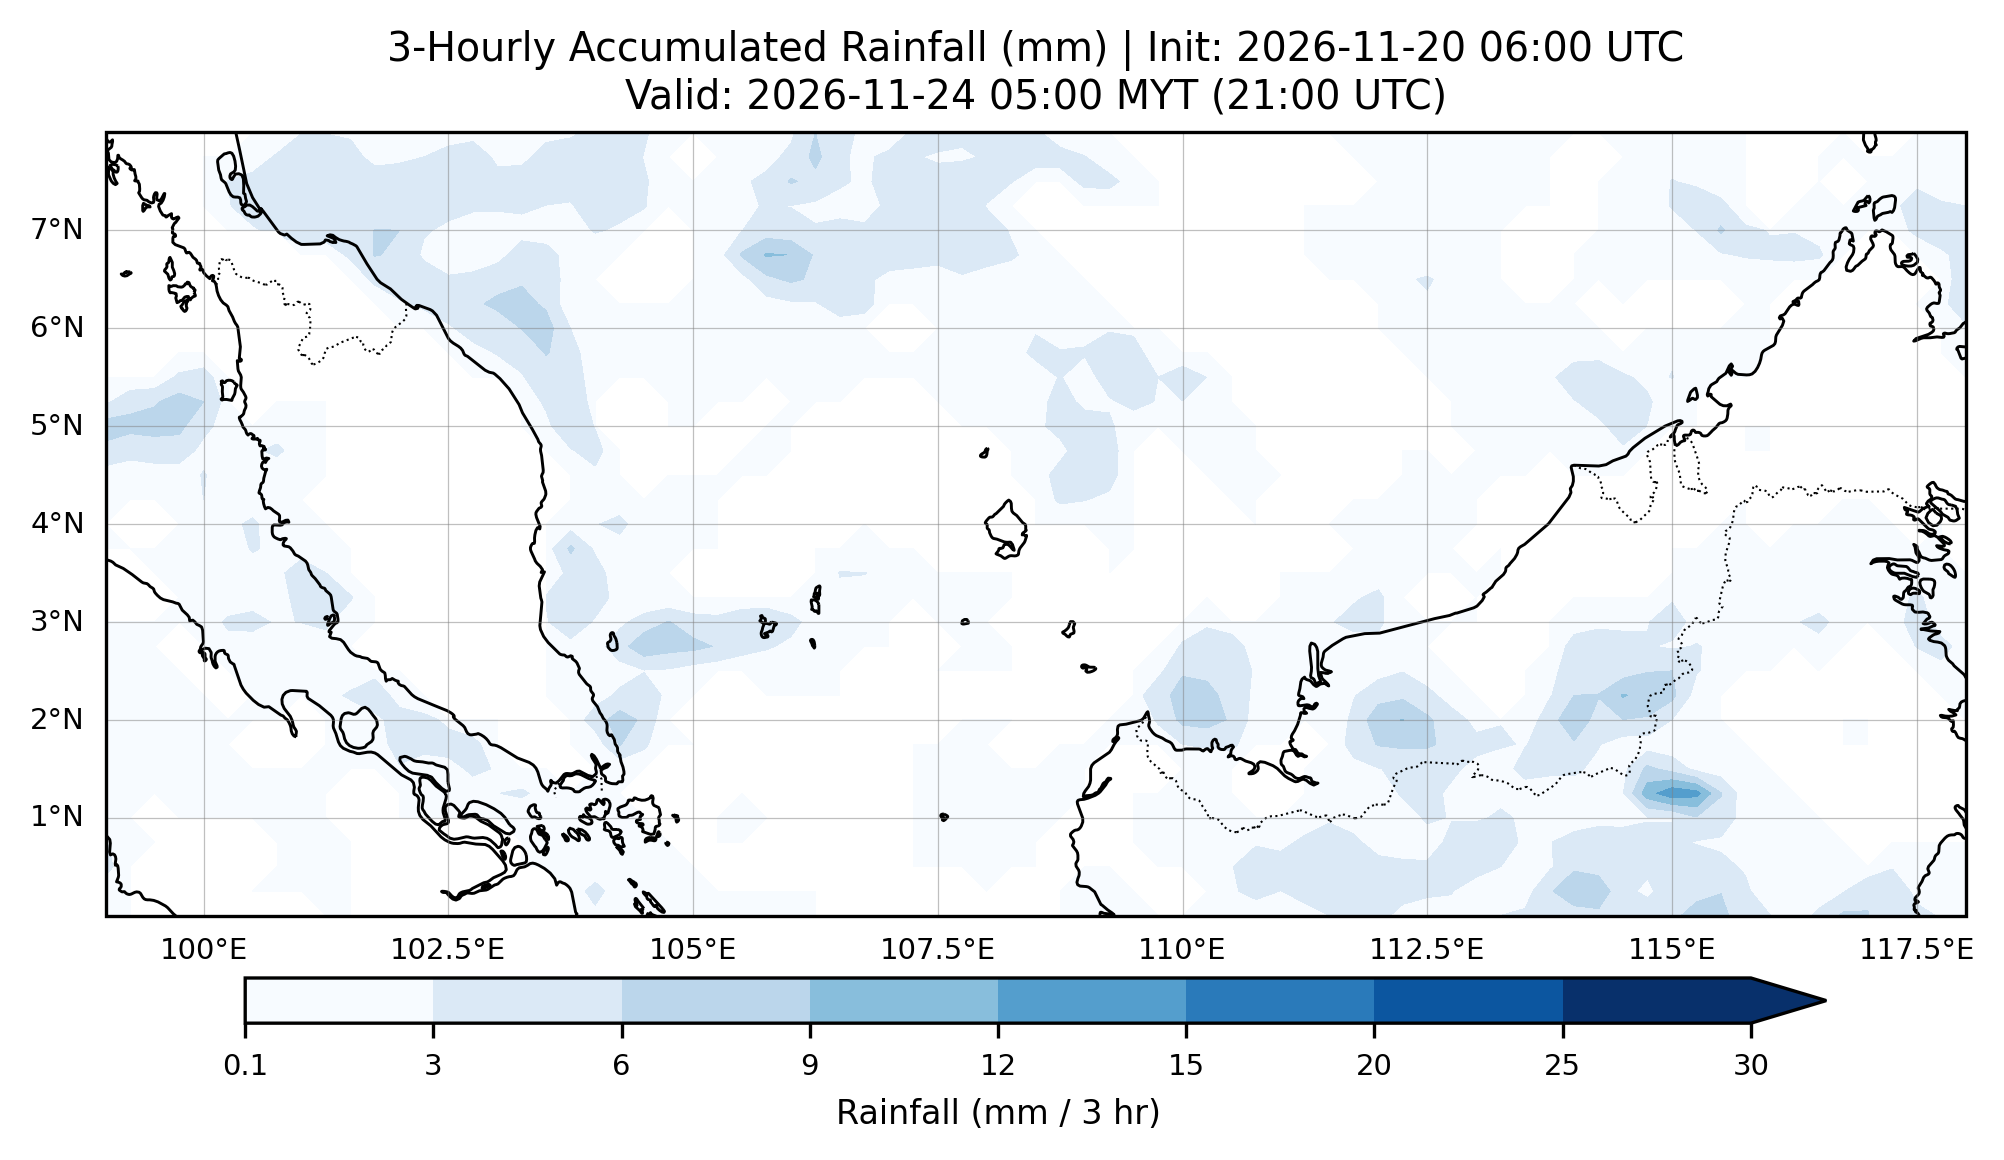 3-Hourly Accumulated Rainfall (mm) | Init: 2026-11-20 06:00 UTC
Valid: 2026-11-24 05:00 MYT (21:00 UTC)
7°N
6°N
5°N
4°N
3°N
2°N
1°N
100°E 102.5°E 105°E 107.5°E 110°E 112.5°E 115°E 117.5°E
0.1 3 6 9 12 15 20 25 30
Rainfall (mm / 3 hr)